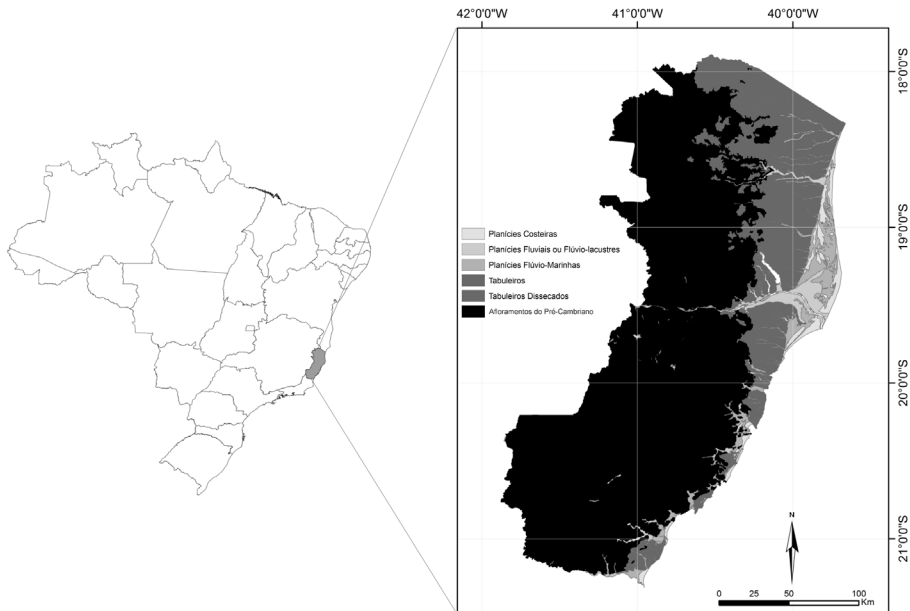 42°0'0"W 41°0'0"W 40°0'0"W
18°0'0"S
19°0'0"S
20°0'0"S
21°0'0"S
Planícies Costeiras
Planícies Fluviais ou Flúvio-lacustres
Planícies Flúvio-Marinhas
Tabuleiros
Tabuleiros Dissecados
Afloramentos do Pré-Cambriano
N
0 25 50 100
Km